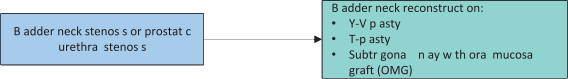 B adder neck stenos s or prostat c
urethra stenos s
B adder neck reconstruct on:
• Y-V p asty
• T-p asty
• Subtr gona n ay w th ora mucosa
graft (OMG)